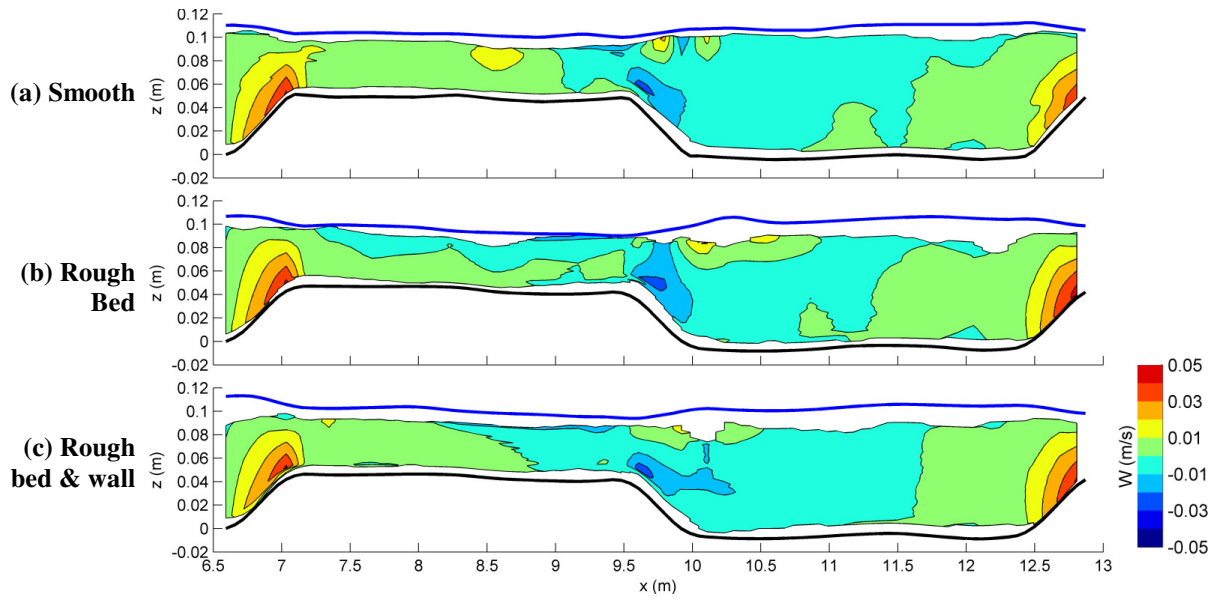 0.12
0.1
0.08
0.06
0.04
0.02
0
-0.02
z (m)
(a) Smooth
0.12
0.1
0.08
0.06
0.04
0.02
0
-0.02
z (m)
(b) Rough
Bed
0.12
0.1
0.08
0.06
0.04
0.02
0
-0.02
z (m)
(c) Rough
bed & wall
6.5 7 7.5 8 8.5 9 9.5 10 10.5 11 11.5 12 12.5 13
x (m)
0.05
0.03
0.01
-0.01
-0.03
-0.05
W (m/s)